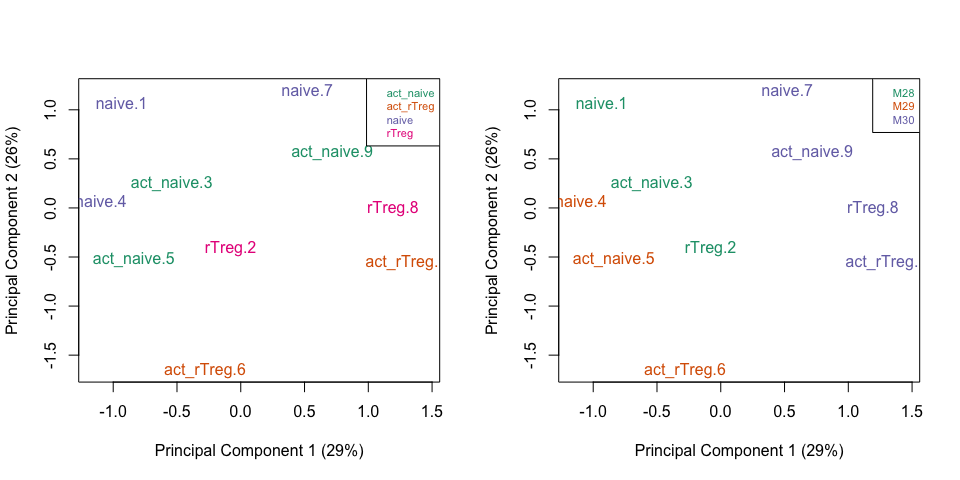 Principal Component 2 (26%)
1.0
0.5
0.0
-0.5
-1.0
-1.5
naive.1
naive.7
act_naive
act_rTreg
naive
rTreg
act_naive.9
act_naive.3
naive.4
rTreg.8
rTreg.2
act_naive.5
act_rTreg.
act_rTreg.6
-1.0 -0.5 0.0 0.5 1.0 1.5
Principal Component 1 (29%)
Principal Component 2 (26%)
1.0
0.5
0.0
-0.5
-1.0
-1.5
naive.1
naive.7
M28
M29
M30
act_naive.9
act_naive.3
naive.4
rTreg.8
rTreg.2
act_naive.5
act_rTreg.
act_rTreg.6
-1.0 -0.5 0.0 0.5 1.0 1.5
Principal Component 1 (29%)